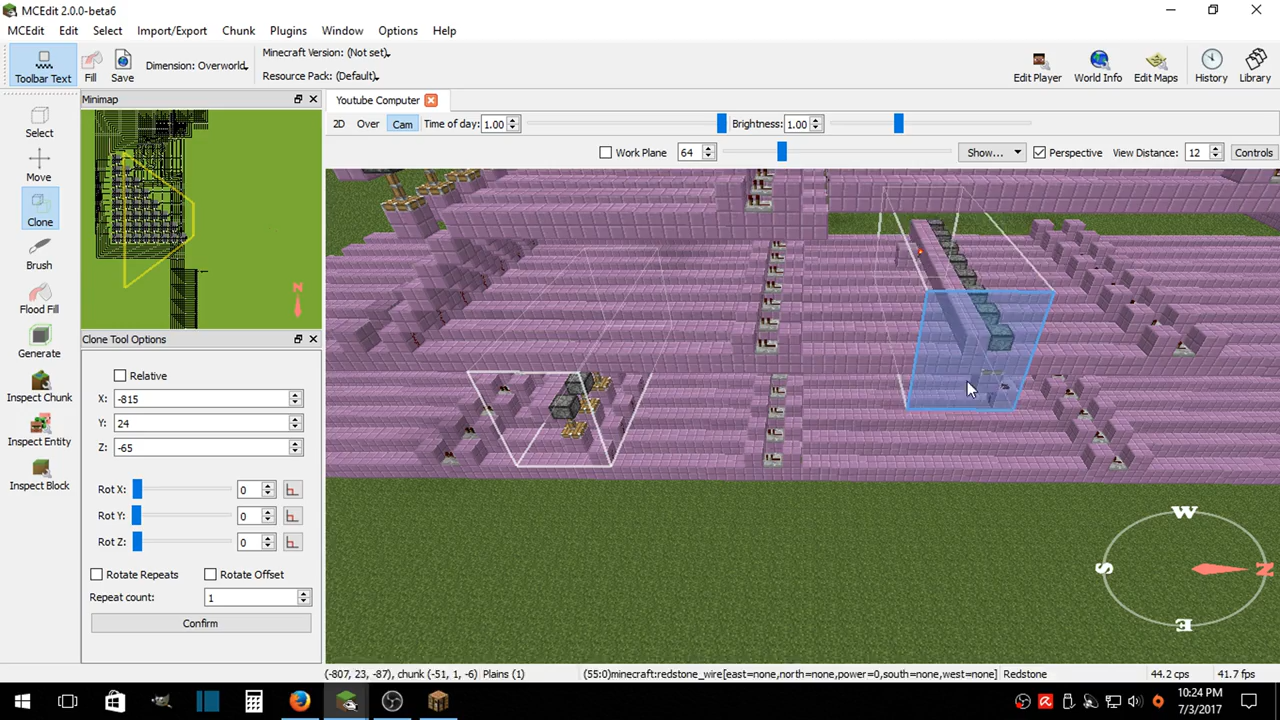 MCEdit 2.0.0-beta6
MCEdit Edit Select Import/Export Chunk Plugins Window Options Help
Toolbar Text Fill Save Dimension: Overworld
Minecraft Version: (Not set)
Resource Pack: (Default)
Edit Player World Info Edit Maps History Library
Minimap
Youtube Computer
2D Over Cam Time of day: 1.00 Brightness: 1.00
Work Plane 64 Show... Perspective View Distance: 12 Controls
Select
Move
Clone
Brush
Flood Fill
Generate
Inspect Chunk
Inspect Entity
Inspect Block
N
Clone Tool Options
Relative
X: -815
Y: 24
Z: -65
Rot X: 0
Rot Y: 0
Rot Z: 0
Rotate Repeats Rotate Offset
Repeat count: 1
Confirm
W
S N
E
(-807, 23, -87), chunk (-51, 1, -6) Plains (1) (55:0)minecraft:redstone_wire[east=none,north=none,power=0,south=none,west=none] Redstone 44.2 cps 41.7 fps
10:24 PM
7/3/2017